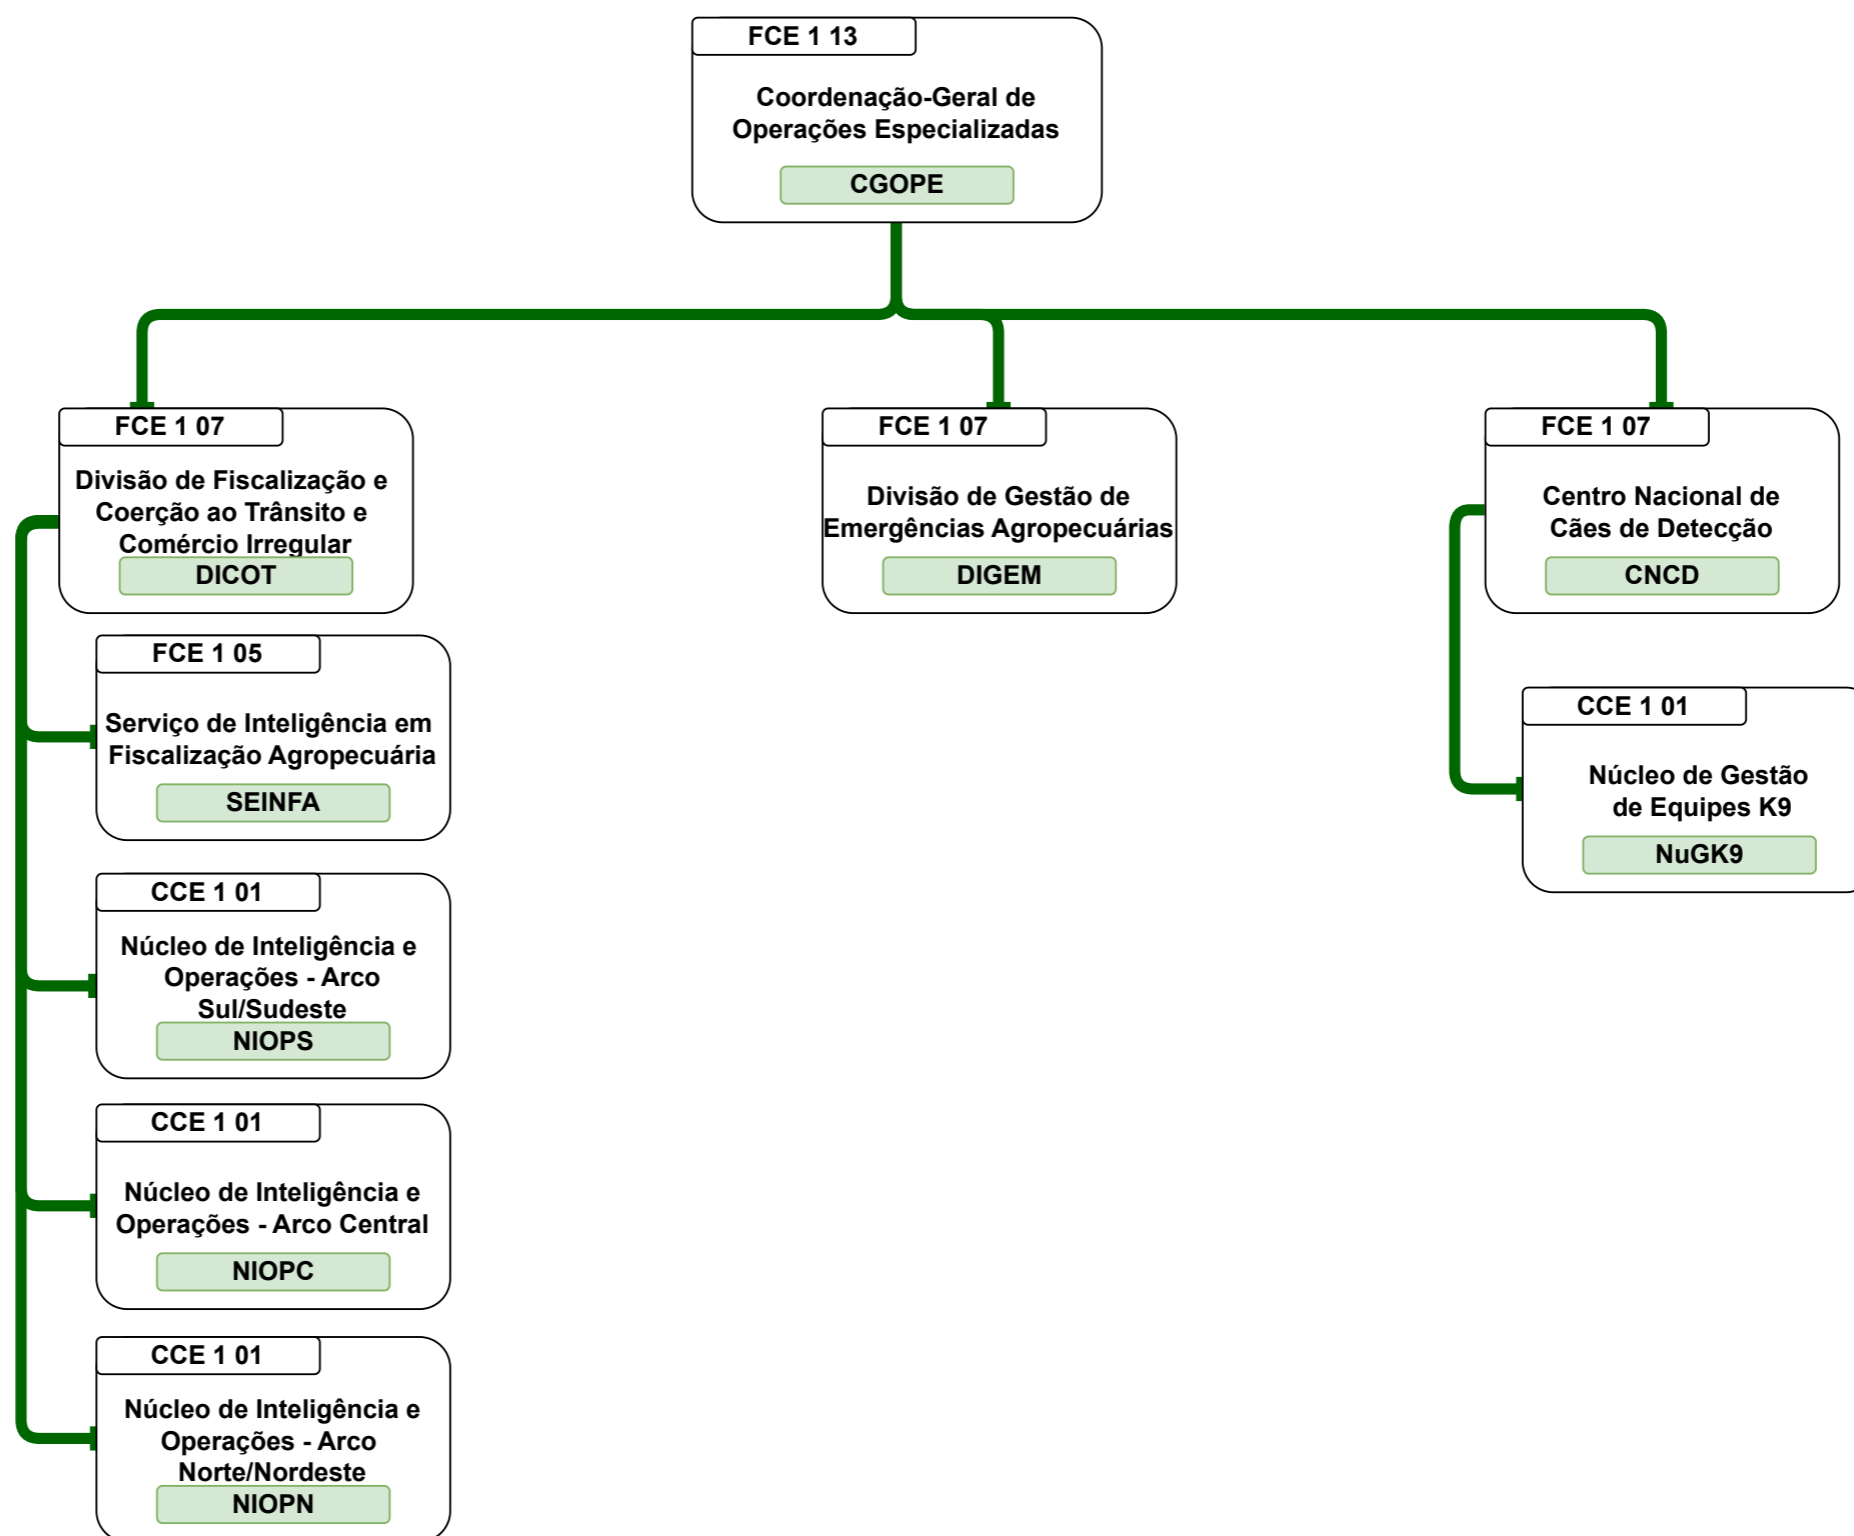 FCE 1 13
Coordenação-Geral de
Operações Especializadas
CGOPE
FCE 1 07
Divisão de Fiscalização e
Coerção ao Trânsito e
Comércio Irregular
DICOT
FCE 1 07
Divisão de Gestão de
Emergências Agropecuárias
DIGEM
FCE 1 07
Centro Nacional de
Cães de Detecção
CNCD
FCE 1 05
Serviço de Inteligência em
Fiscalização Agropecuária
SEINFA
CCE 1 01
Núcleo de Gestão
de Equipes K9
NuGK9
CCE 1 01
Núcleo de Inteligência e
Operações - Arco
Sul/Sudeste
NIOPS
CCE 1 01
Núcleo de Inteligência e
Operações - Arco Central
NIOPC
CCE 1 01
Núcleo de Inteligência e
Operações - Arco
Norte/Nordeste
NIOPN